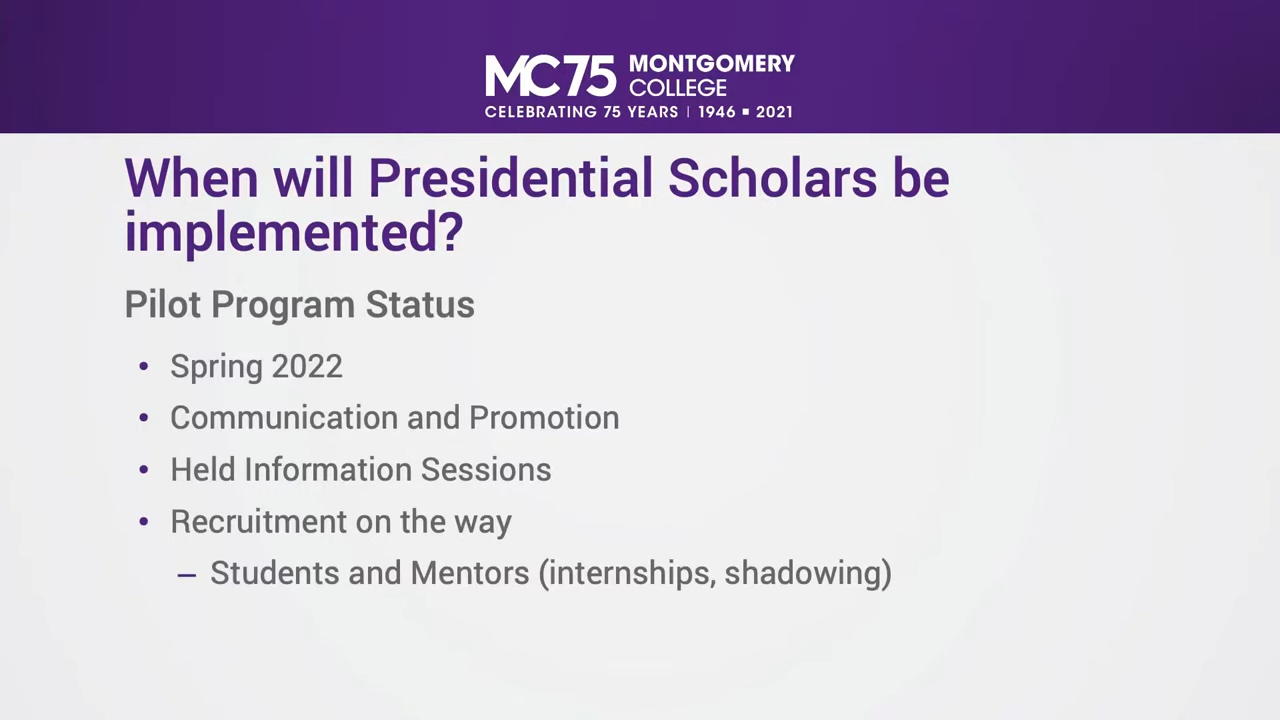 MC75 MONTGOMERY
COLLEGE
CELEBRATING 75 YEARS | 1946 ▪ 2021
When will Presidential Scholars be
implemented?
Pilot Program Status
• Spring 2022
• Communication and Promotion
• Held Information Sessions
• Recruitment on the way
– Students and Mentors (internships, shadowing)